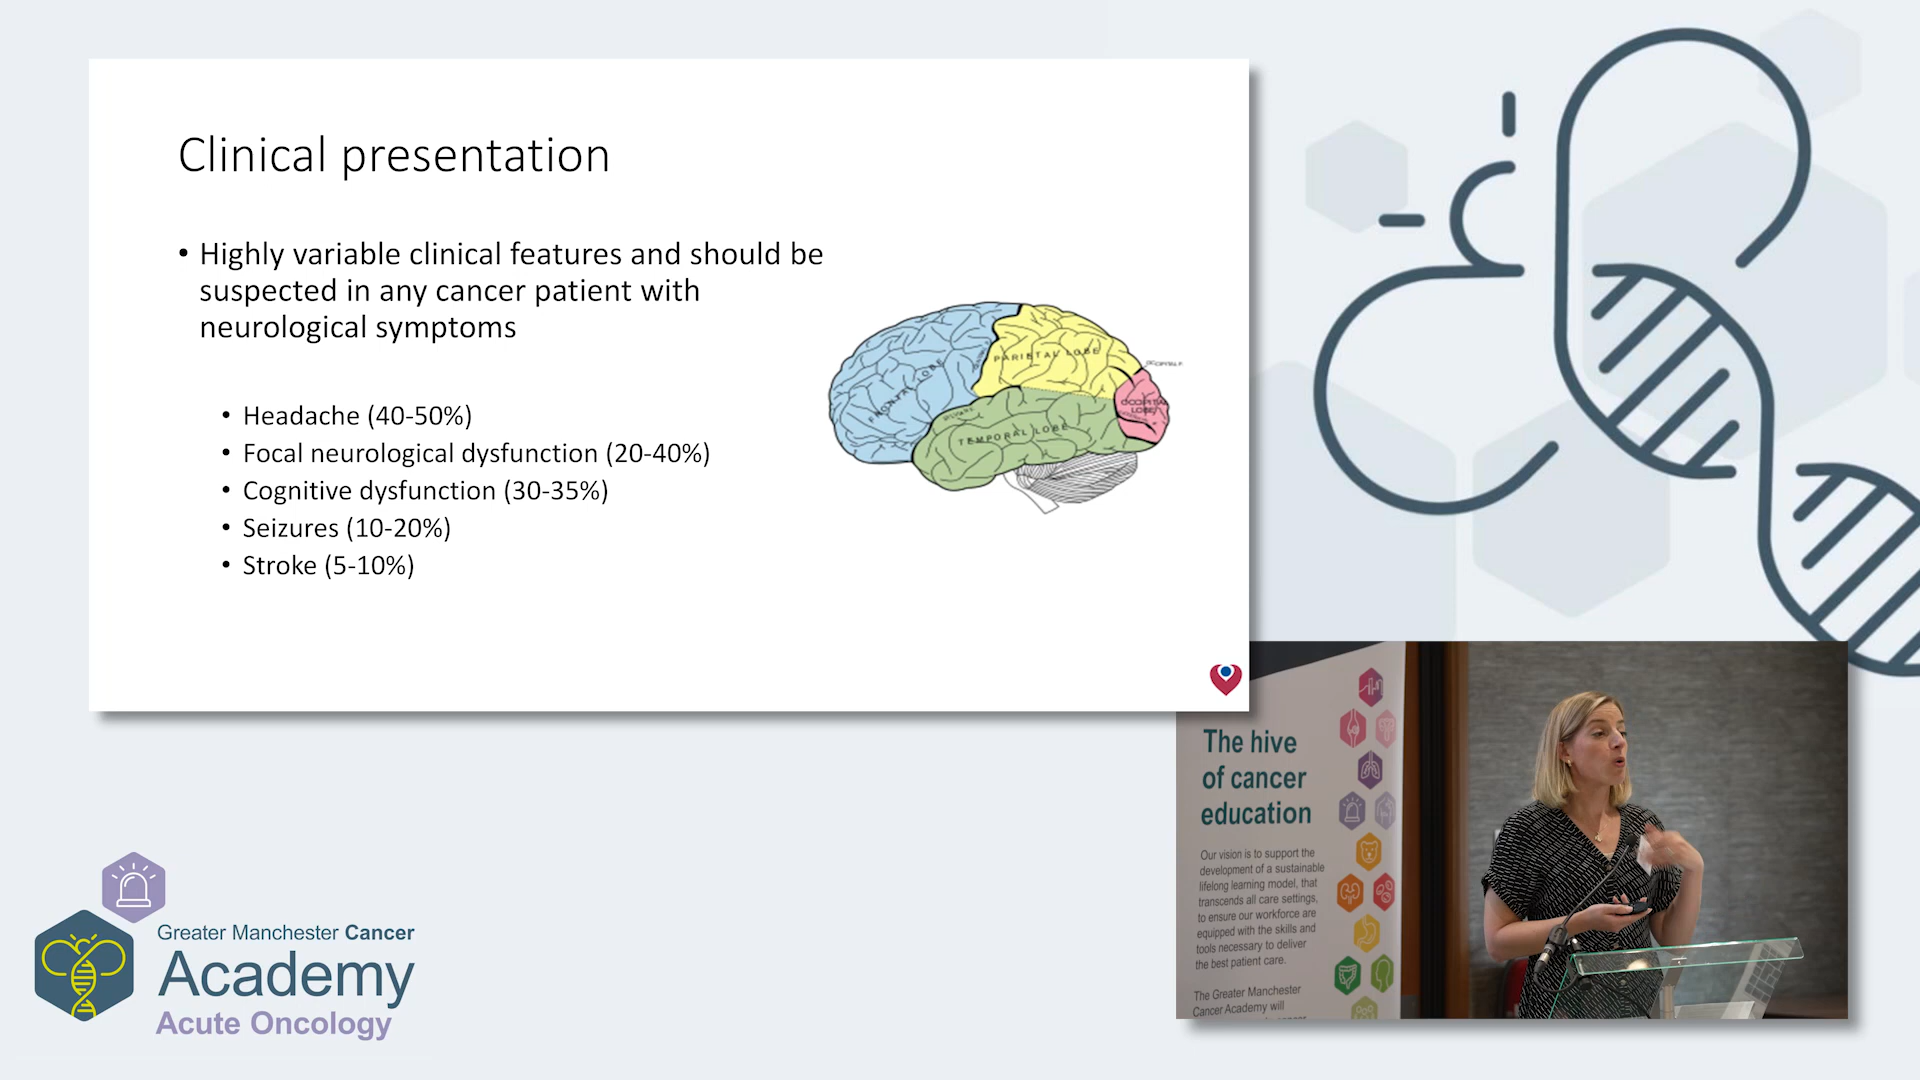 Clinical presentation
• Highly variable clinical features and should be
suspected in any cancer patient with
neurological symptoms
• Headache (40-50%)
• Focal neurological dysfunction (20-40%)
• Cognitive dysfunction (30-35%)
• Seizures (10-20%)
• Stroke (5-10%)
FRONTAL LOBE
PARIETAL LOBE
TEMPORAL LOBE
OCCIPITAL
LOBE
The hive
of cancer
education
Our vision is to support the
development of a sustainable
lifelong learning model, that
transcends all care settings,
to ensure our workforce are
equipped with the skills and
tools necessary to deliver
the best patient care.
The Greater Manchester
Cancer Academy will
Greater Manchester Cancer
Academy
Acute Oncology